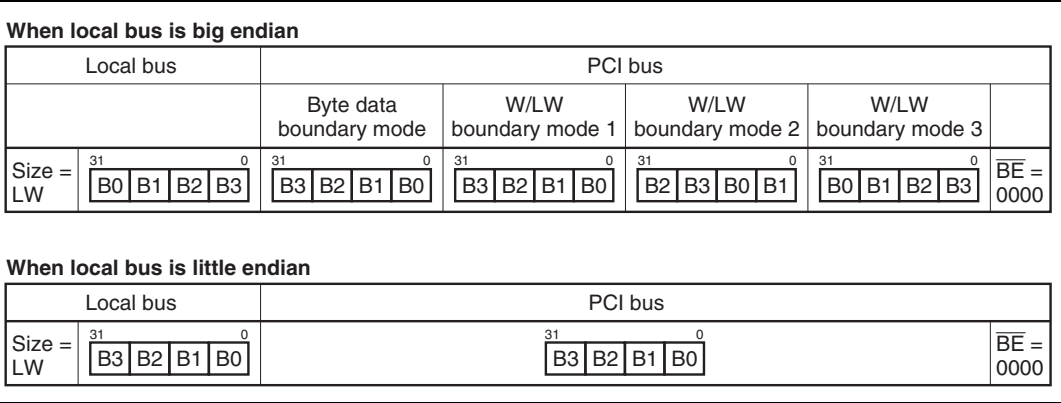 When local bus is big endian
Local bus PCI bus
Byte data boundary mode W/LW boundary mode 1 W/LW boundary mode 2 W/LW boundary mode 3
31 0 31 0 31 0 31 0 31 0
Size = LW B0 B1 B2 B3 B3 B2 B1 B0 B3 B2 B1 B0 B2 B3 B0 B1 B0 B1 B2 B3 BE = 0000
When local bus is little endian
Local bus PCI bus
31 0 31 0
Size = LW B3 B2 B1 B0 B3 B2 B1 B0 BE = 0000